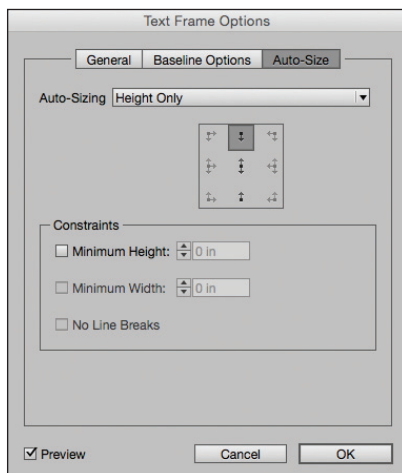 Text Frame Options
General Baseline Options Auto-Size
Auto-Sizing Height Only
Constraints
Minimum Height: 0 in
Minimum Width: 0 in
No Line Breaks
Preview Cancel OK